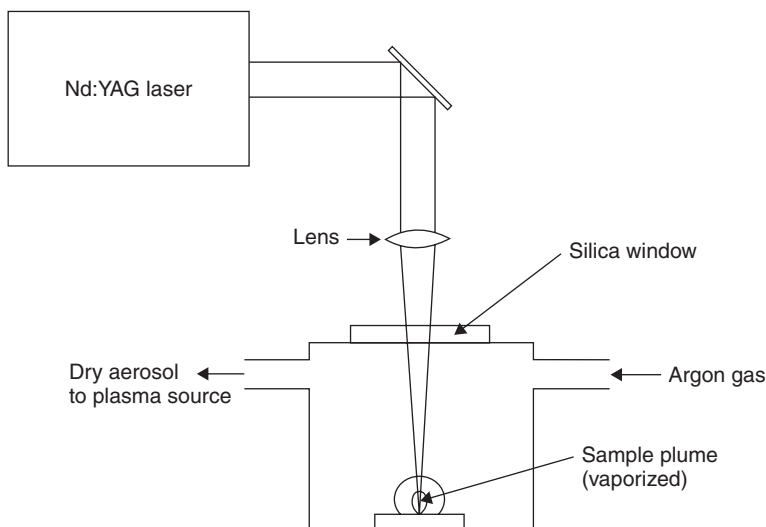 Nd:YAG laser
Lens
Silica window
Dry aerosol
to plasma source
Argon gas
Sample plume
(vaporized)